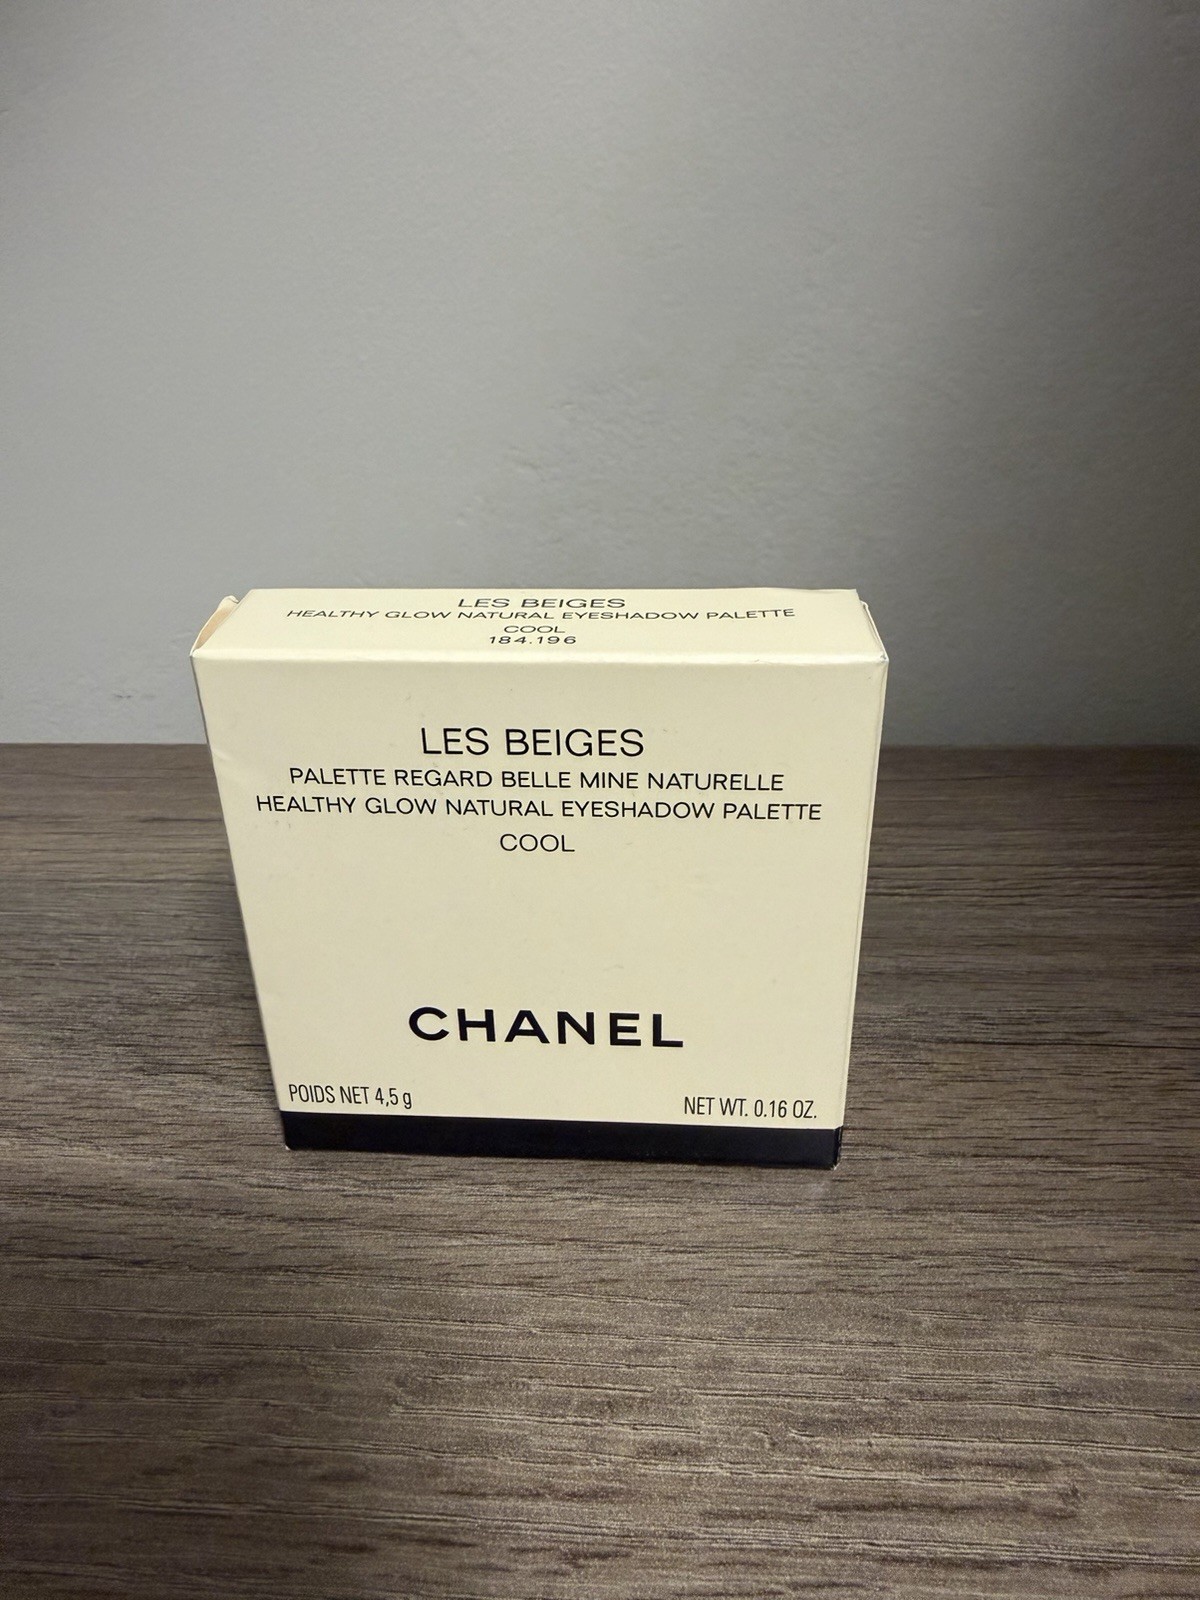 LES BEIGES
HEALTHY GLOW NATURAL EYESHADOW PALETTE
COOL
184.196
LES BEIGES
PALETTE REGARD BELLE MINE NATURELLE
HEALTHY GLOW NATURAL EYESHADOW PALETTE
COOL
CHANEL
POIDS NET 4,5 g NET WT. 0.16 OZ.